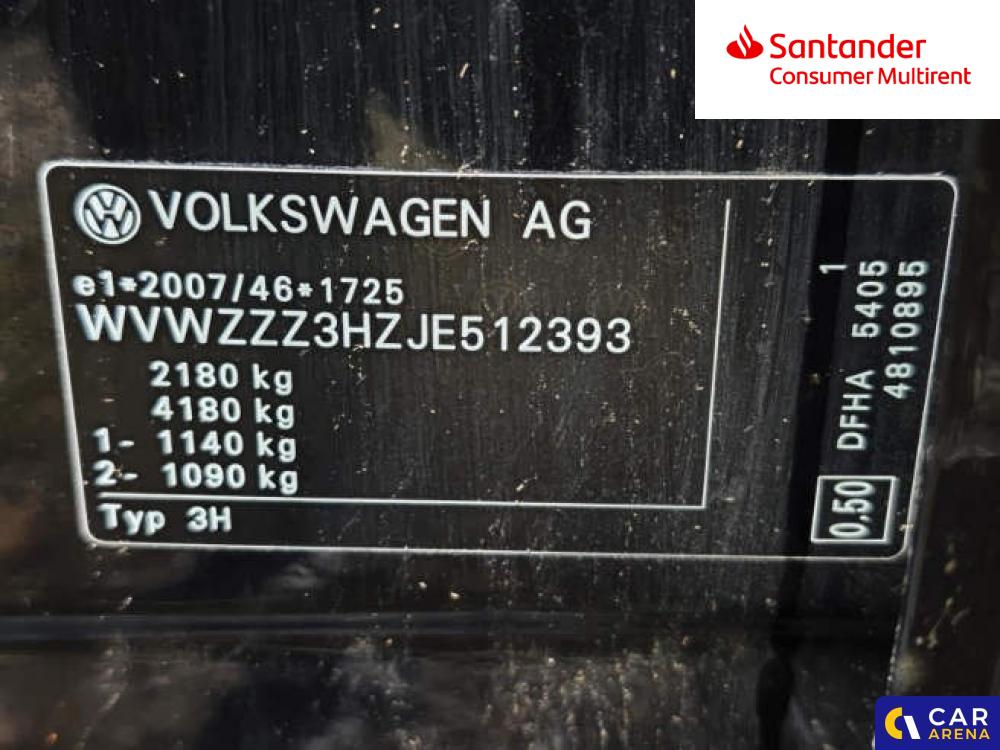 Santander
Consumer Multirent
VOLKSWAGEN AG
e1*2007/46*1725
WVWZZZ3HZJE512393
2180 kg
4180 kg
1- 1140 kg
2- 1090 kg
Typ 3H
0,50 DFHA 5405 1
4810895
CAR
ARENA